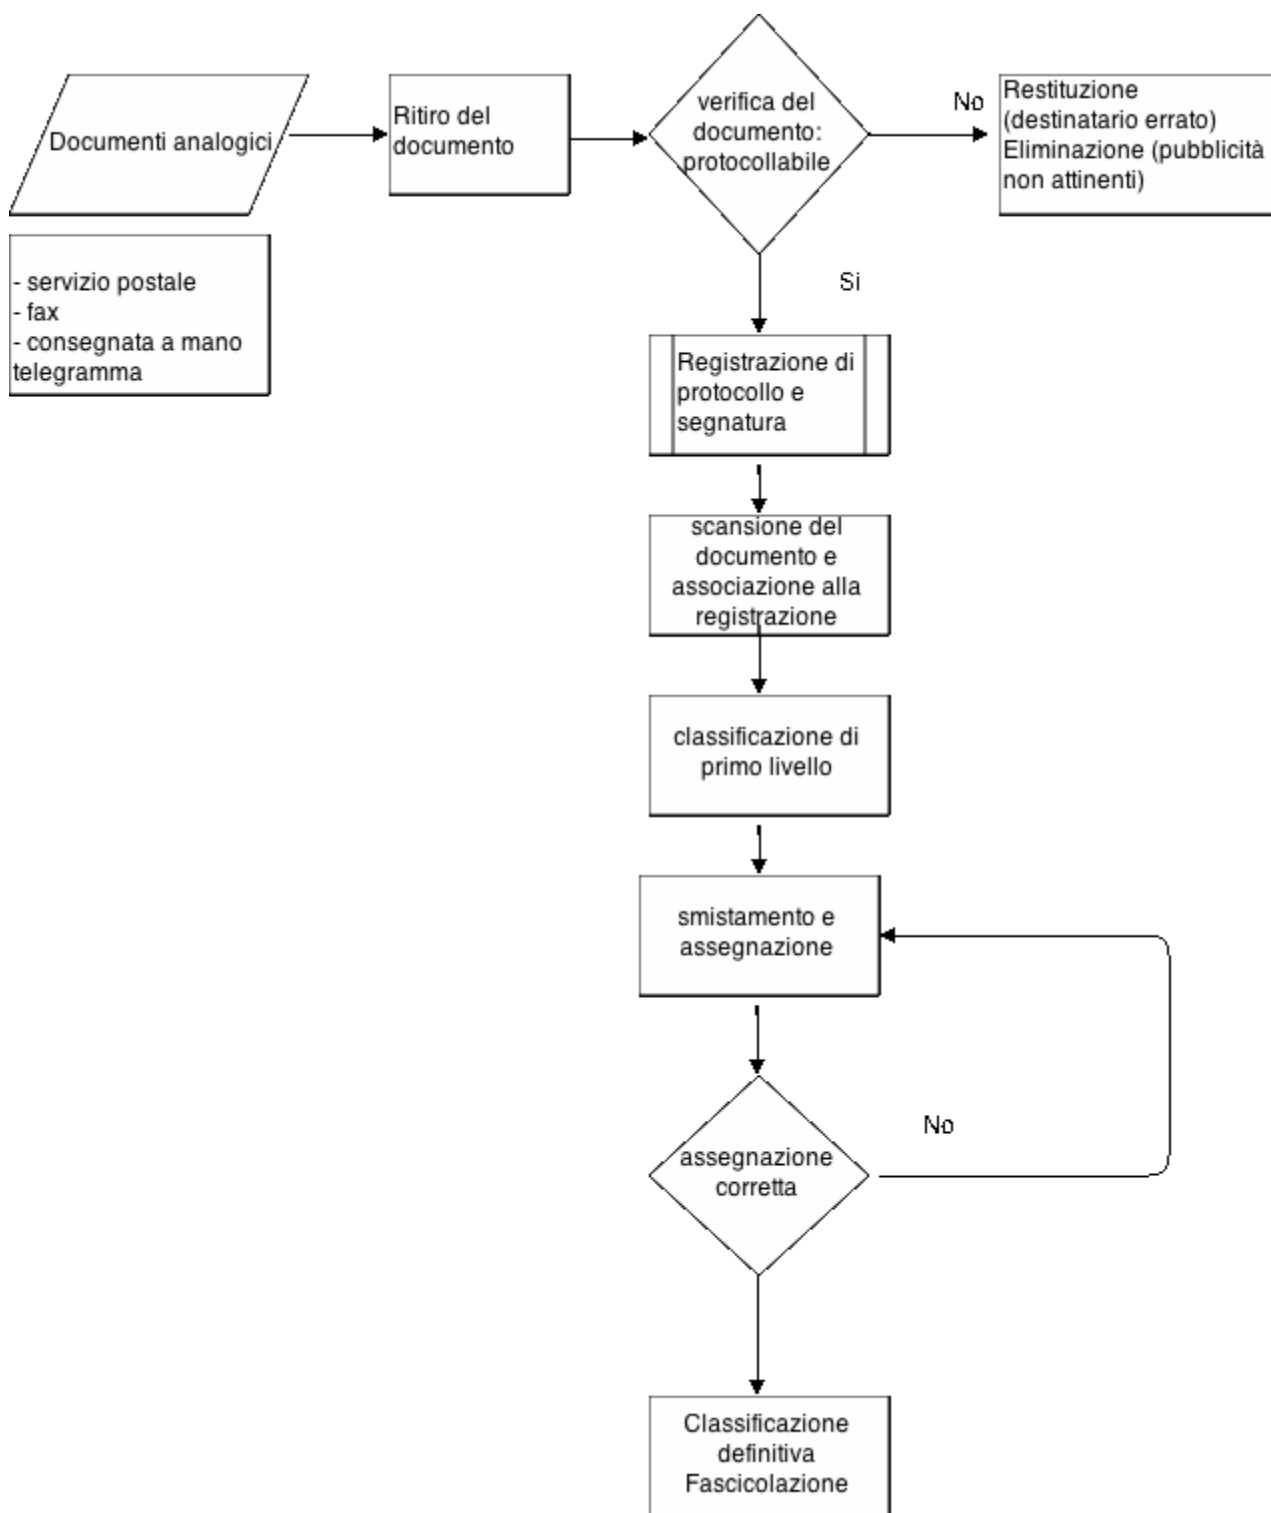 Documenti analogici
Ritiro del
documento
verifica del
documento:
protocollabile
No
Restituzione
(destinatario errato)
Eliminazione (pubblicità
non attinenti)
- servizio postale
- fax
- consegnata a mano
telegramma
Si
Registrazione di
protocollo e
segnatura
scansione del
documento e
associazione alla
registrazione
classificazione di
primo livello
smistamento e
assegnazione
No
assegnazione
corretta
Classificazione
definitiva
Fascicolazione